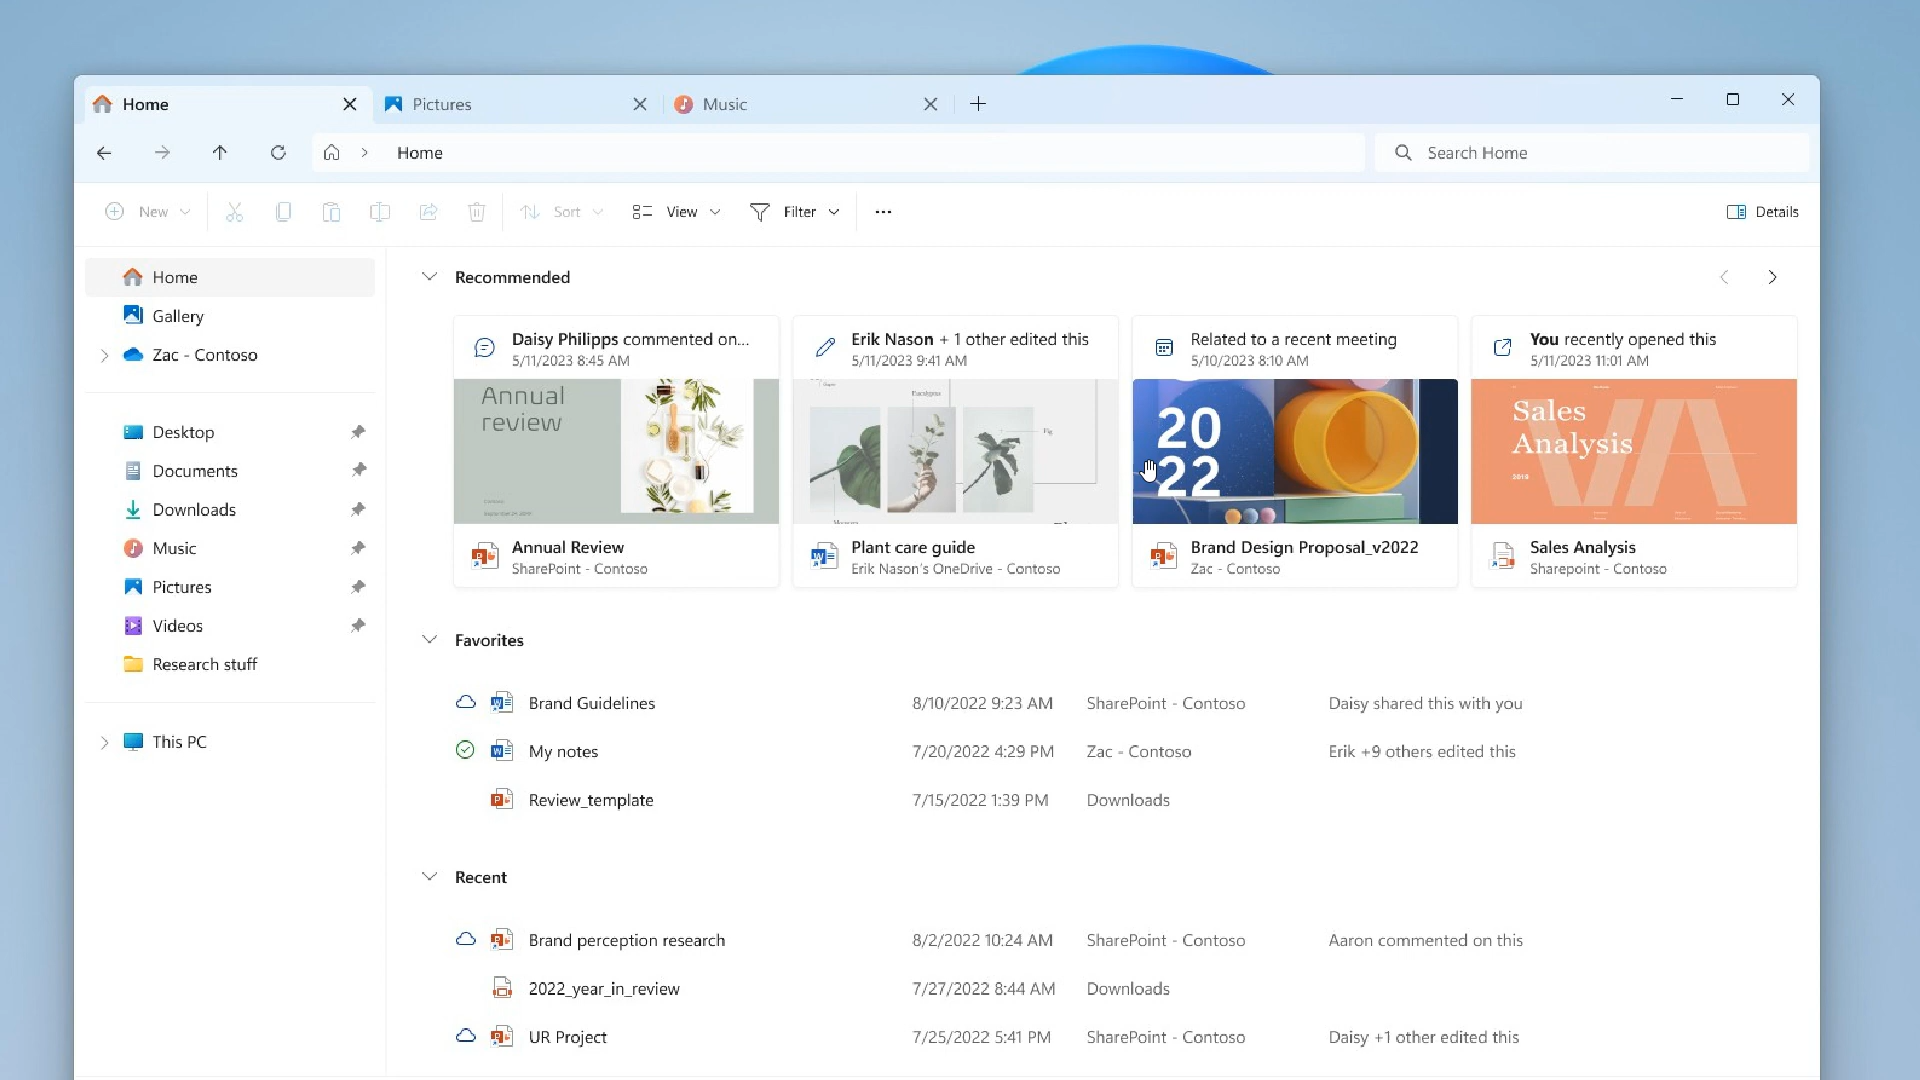 Home
Pictures
Music
Home
Search Home
New
Sort
View
Filter
Details
Home
Gallery
Zac - Contoso
Desktop
Documents
Downloads
Music
Pictures
Videos
Research stuff
This PC
Recommended
Daisy Philipps commented on...
5/11/2023 8:45 AM
Annual
review
Annual Review
SharePoint - Contoso
Erik Nason + 1 other edited this
5/11/2023 9:41 AM
Eucalyptus
Fig
Plant care guide
Erik Nason's OneDrive - Contoso
Related to a recent meeting
5/10/2023 8:10 AM
20
22
Brand Design Proposal_v2022
Zac - Contoso
You recently opened this
5/11/2023 11:01 AM
Sales
Analysis
Sales Analysis
Sharepoint - Contoso
Favorites
Brand Guidelines 8/10/2022 9:23 AM SharePoint - Contoso Daisy shared this with you
My notes 7/20/2022 4:29 PM Zac - Contoso Erik +9 others edited this
Review_template 7/15/2022 1:39 PM Downloads
Recent
Brand perception research 8/2/2022 10:24 AM SharePoint - Contoso Aaron commented on this
2022_year_in_review 7/27/2022 8:44 AM Downloads
UR Project 7/25/2022 5:41 PM SharePoint - Contoso Daisy +1 other edited this